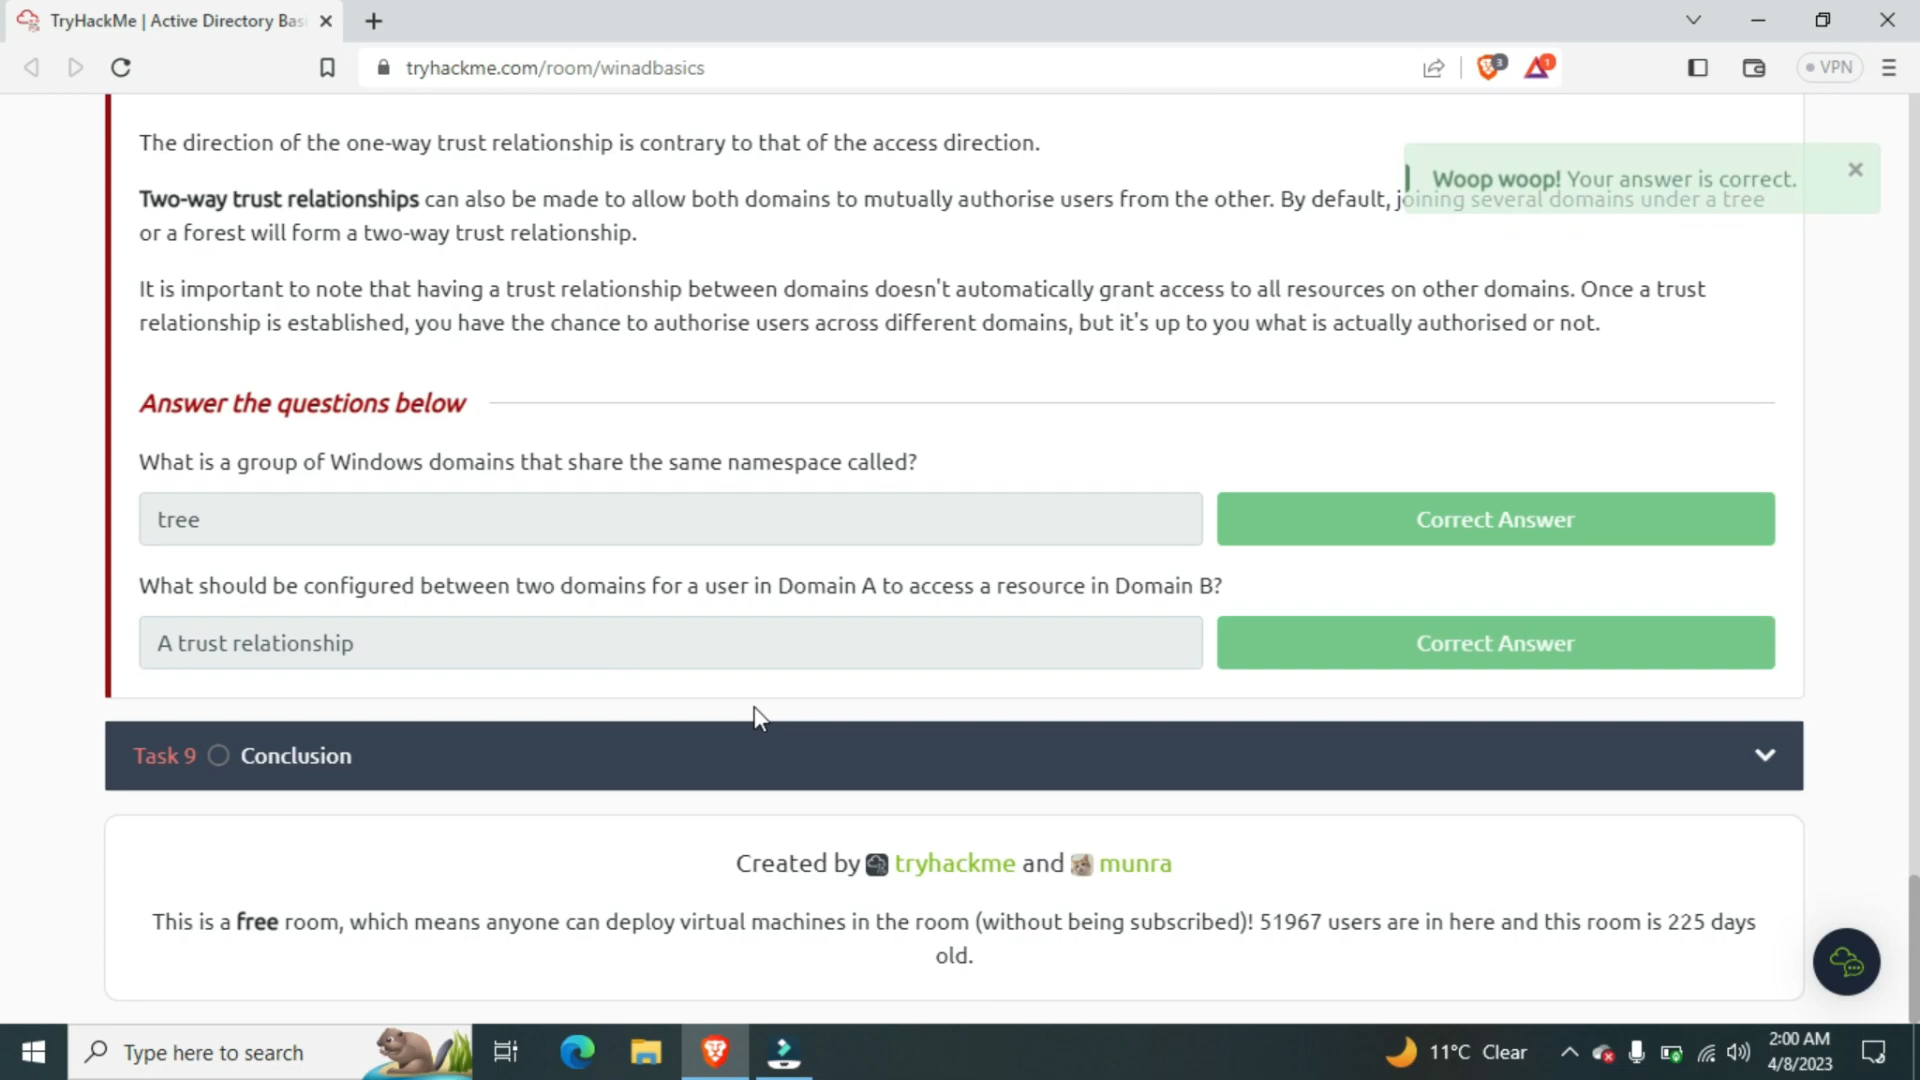 TryHackMe | Active Directory Bas
tryhackme.com/room/winadbasics
3
1
VPN
The direction of the one-way trust relationship is contrary to that of the access direction.
Woop woop! Your answer is correct.
Two-way trust relationships can also be made to allow both domains to mutually authorise users from the other. By default, joining several domains under a tree
or a forest will form a two-way trust relationship.
It is important to note that having a trust relationship between domains doesn't automatically grant access to all resources on other domains. Once a trust
relationship is established, you have the chance to authorise users across different domains, but it's up to you what is actually authorised or not.
Answer the questions below
What is a group of Windows domains that share the same namespace called?
tree
Correct Answer
What should be configured between two domains for a user in Domain A to access a resource in Domain B?
A trust relationship
Correct Answer
Task 9 Conclusion
Created by tryhackme and munra
This is a free room, which means anyone can deploy virtual machines in the room (without being subscribed)! 51967 users are in here and this room is 225 days
old.
Type here to search
11°C Clear
2:00 AM
4/8/2023